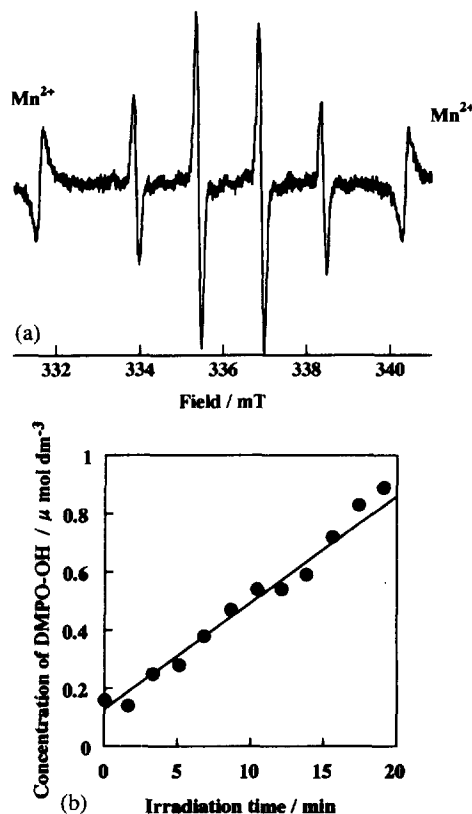 Mn2+ Mn2+
(a)
332 334 336 338 340
Field / mT
Concentration of DMPO-OH / μ mol dm-3
1
0.8
0.6
0.4
0.2
0
0 5 10 15 20
(b) Irradiation time / min